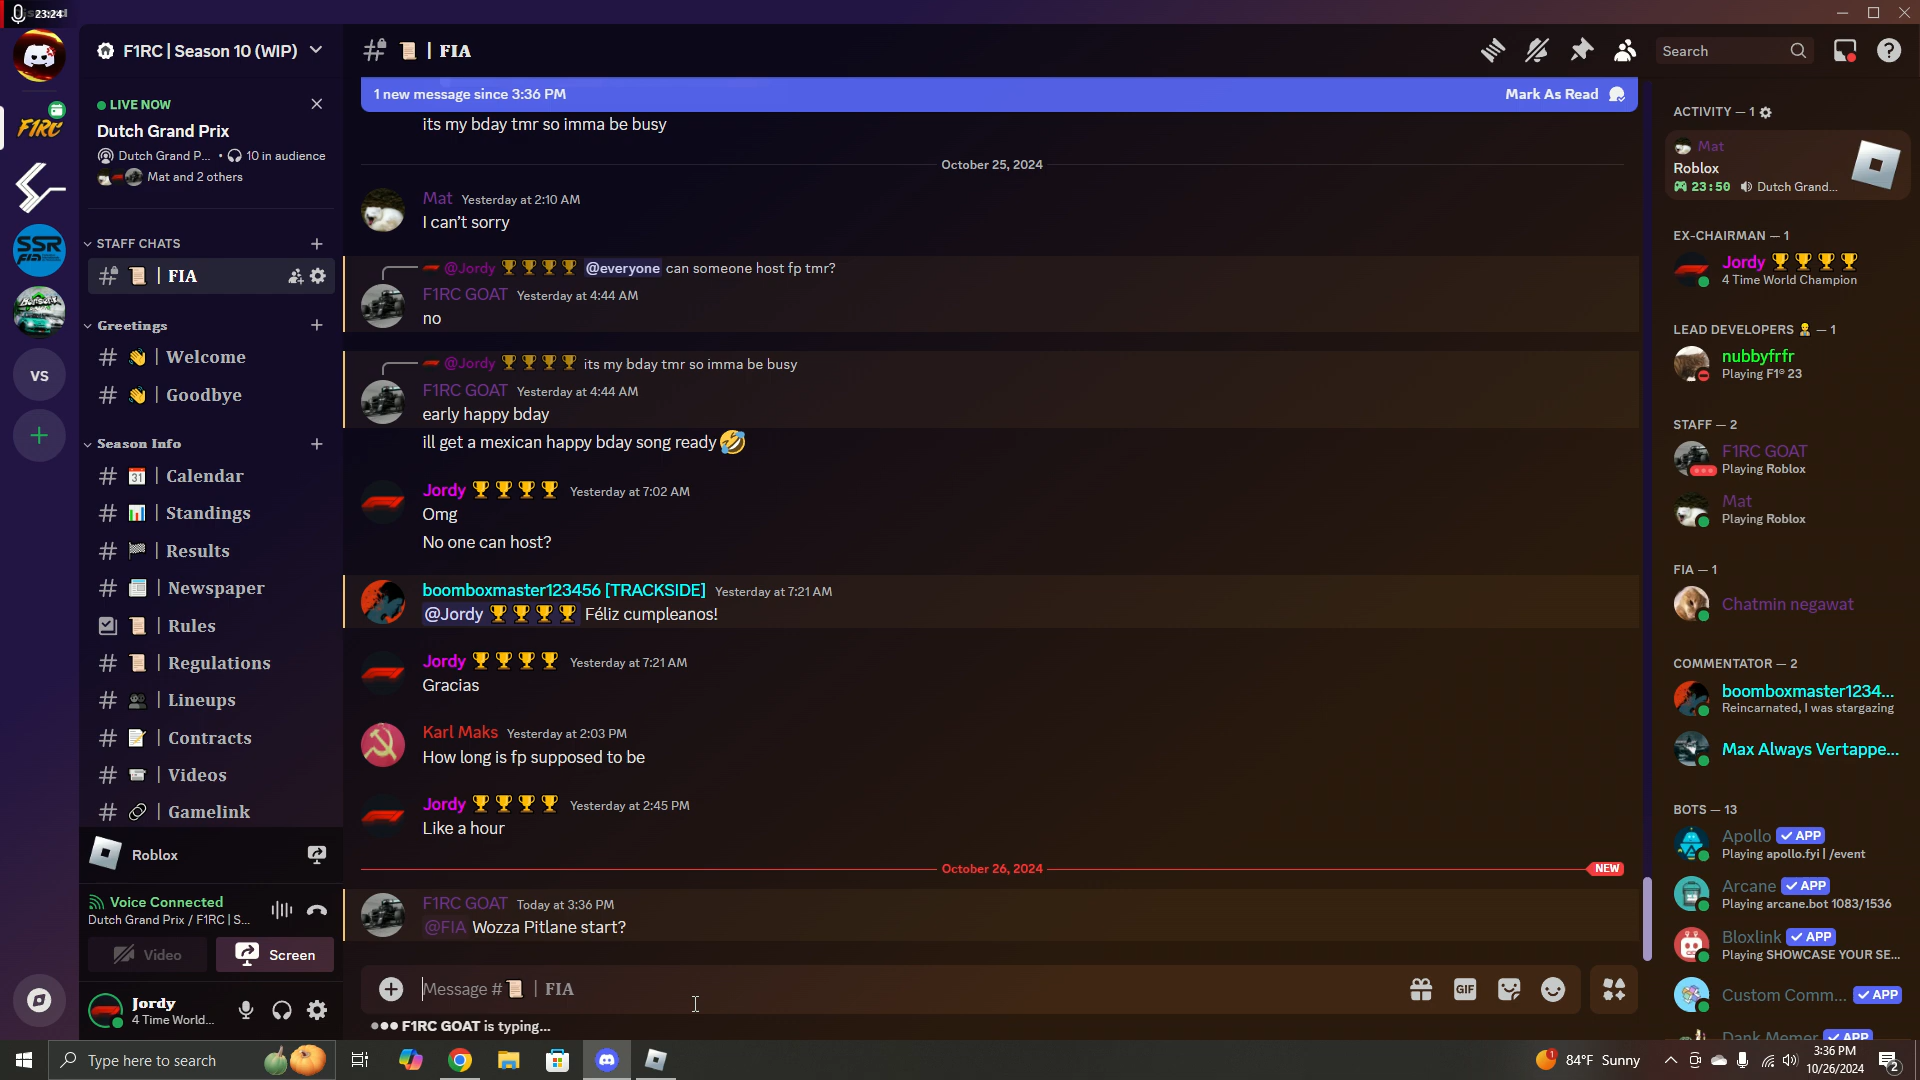 23:24
F1RC | Season 10 (WIP)
LIVE NOW
Dutch Grand Prix
Dutch Grand P... • 10 in audience
Mat and 2 others
STAFF CHATS
| FIA
Greetings
| Welcome
| Goodbye
Season Info
| Calendar
| Standings
| Results
| Newspaper
| Rules
| Regulations
| Lineups
| Contracts
| Videos
| Gamelink
Roblox
Voice Connected
Dutch Grand Prix / F1RC | S...
Video
Screen
Jordy
4 Time World...
F1RC
SSR
FIA
VS
| FIA
Search
1 new message since 3:36 PM
Mark As Read
its my bday tmr so imma be busy
October 25, 2024
Mat Yesterday at 2:10 AM
I can't sorry
@Jordy 🏆 🏆 🏆 🏆 @everyone can someone host fp tmr?
F1RC GOAT Yesterday at 4:44 AM
no
@Jordy 🏆 🏆 🏆 🏆 its my bday tmr so imma be busy
F1RC GOAT Yesterday at 4:44 AM
early happy bday
ill get a mexican happy bday song ready 🤣
Jordy 🏆 🏆 🏆 🏆 Yesterday at 7:02 AM
Omg
No one can host?
boomboxmaster123456 [TRACKSIDE] Yesterday at 7:21 AM
@Jordy 🏆 🏆 🏆 🏆 Féliz cumpleanos!
Jordy 🏆 🏆 🏆 🏆 Yesterday at 7:21 AM
Gracias
Karl Maks Yesterday at 2:03 PM
How long is fp supposed to be
Jordy 🏆 🏆 🏆 🏆 Yesterday at 2:45 PM
Like a hour
October 26, 2024
NEW
F1RC GOAT Today at 3:36 PM
@FIA Wozza Pitlane start?
Message #📜 | FIA
GIF
F1RC GOAT is typing...
ACTIVITY — 1
Mat
Roblox
23:50 Dutch Grand...
EX-CHAIRMAN — 1
Jordy 🏆 🏆 🏆 🏆
4 Time World Champion
LEAD DEVELOPERS — 1
nubbyfrfr
Playing F1® 23
STAFF — 2
F1RC GOAT
Playing Roblox
Mat
Playing Roblox
FIA — 1
Chatmin negawat
COMMENTATOR — 2
boomboxmaster1234...
Reincarnated, I was stargazing
Max Always Vertappe...
BOTS — 13
Apollo ✓ APP
Playing apollo.fyi | /event
Arcane ✓ APP
Playing arcane.bot 1083/1536
Bloxlink ✓ APP
Playing SHOWCASE YOUR SE...
Custom Comm... ✓ APP
Dank Memer ✓ APP
Type here to search
84°F Sunny
3:36 PM
10/26/2024
2